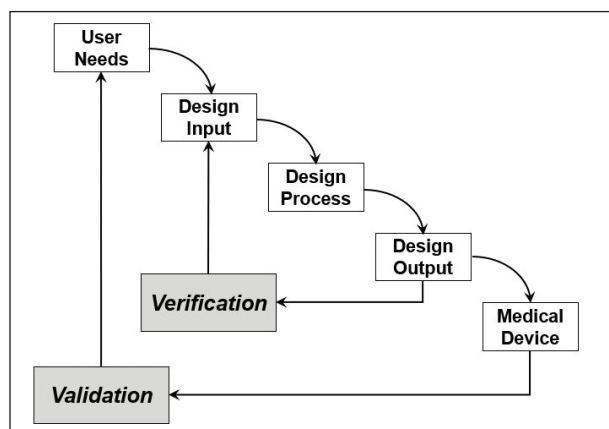 User
Needs
Design
Input
Design
Process
Design
Output
Verification
Medical
Device
Validation